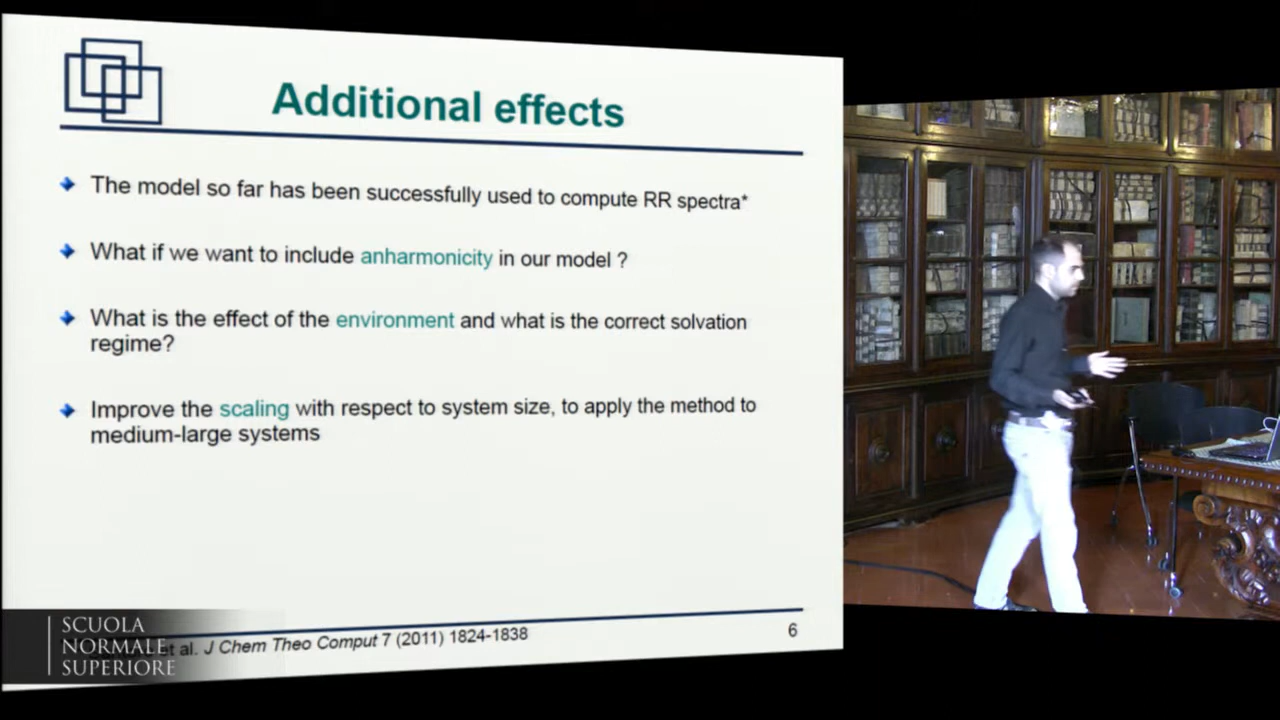 Additional effects
The model so far has been successfully used to compute RR spectra*
What if we want to include anharmonicity in our model ?
What is the effect of the environment and what is the correct solvation
regime?
Improve the scaling with respect to system size, to apply the method to
medium-large systems
et al. J Chem Theo Comput 7 (2011) 1824-1838
6
SCUOLA
NORMALE
SUPERIORE